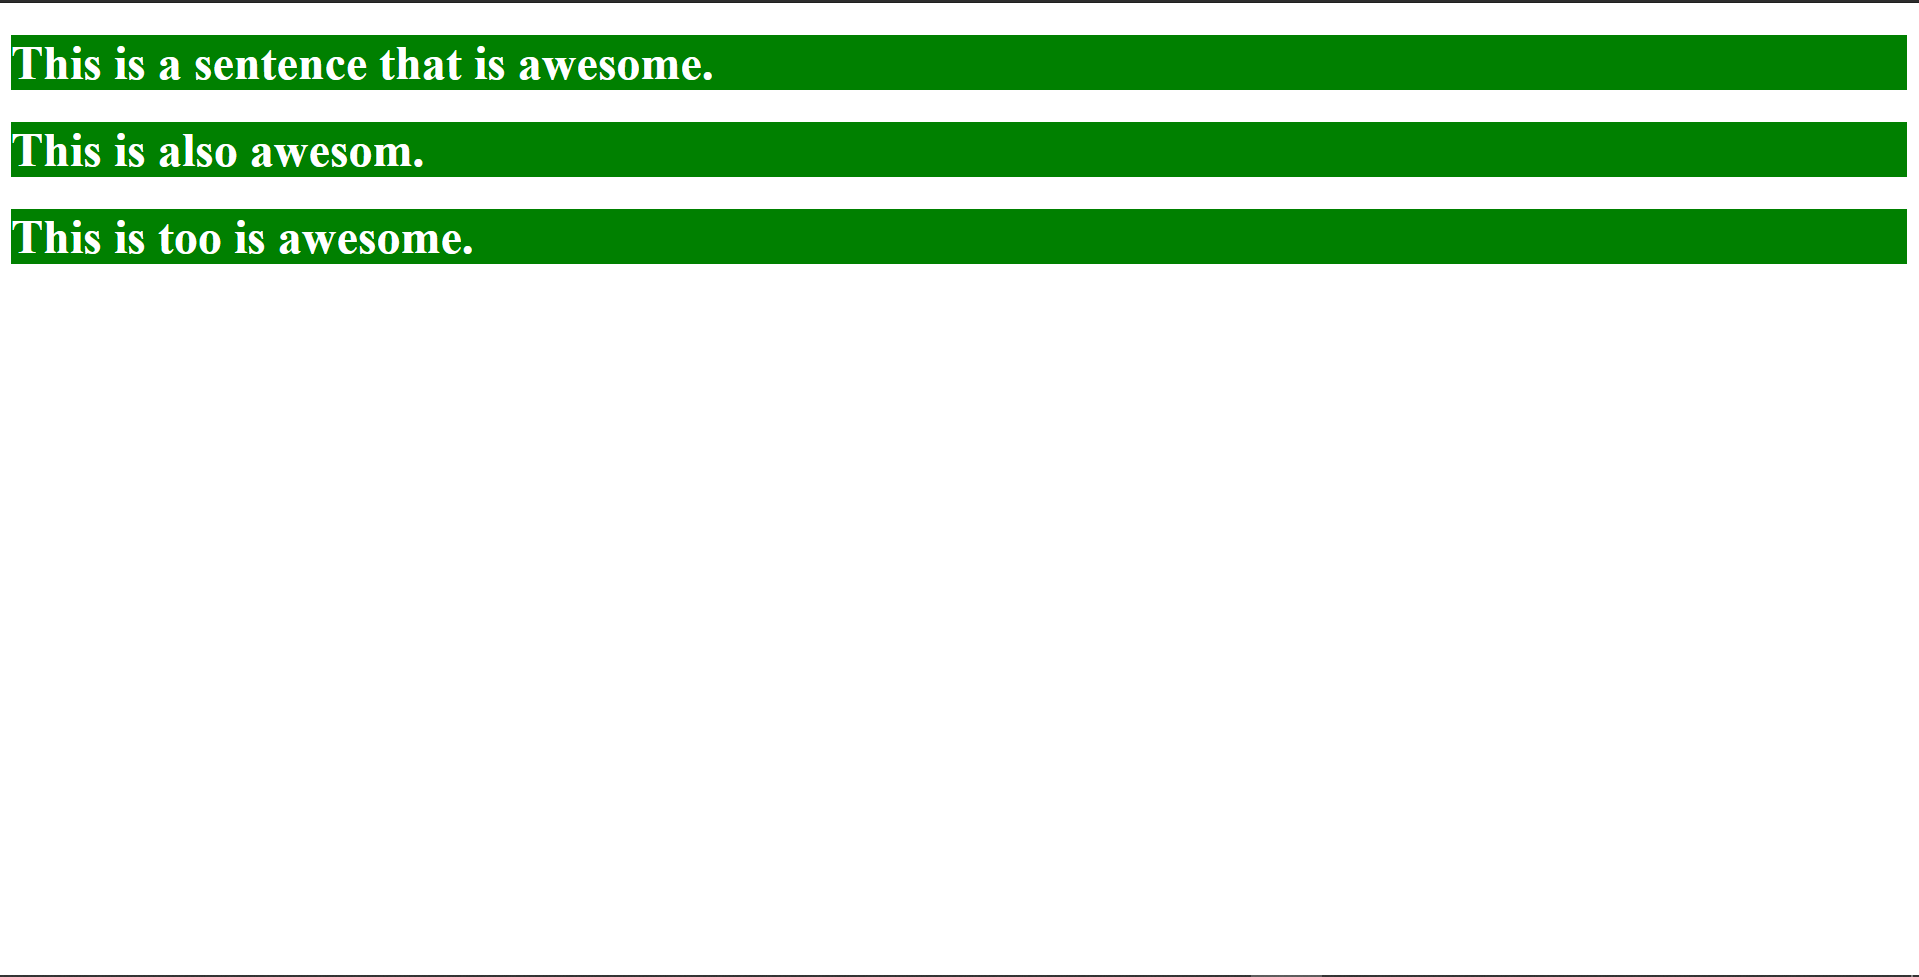 This is a sentence that is awesome.
This is also awesom.
This is too is awesome.